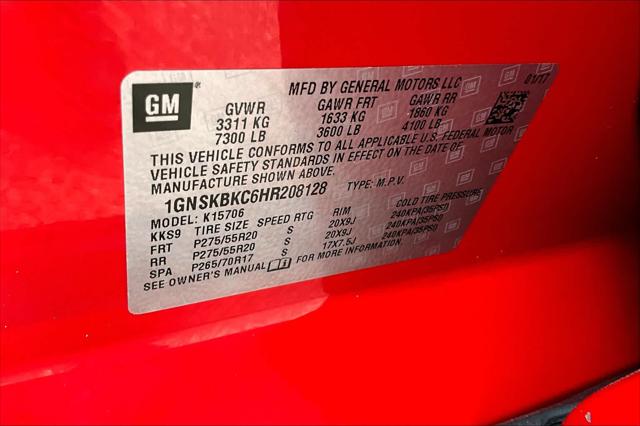 GM
MFD BY GENERAL MOTORS LLC 01/17
GVWR GAWR FRT GAWR RR
3311 KG 1633 KG 1860 KG
7300 LB 3600 LB 4100 LB
THIS VEHICLE CONFORMS TO ALL APPLICABLE U.S. FEDERAL MOTOR
VEHICLE SAFETY STANDARDS IN EFFECT ON THE DATE OF
MANUFACTURE SHOWN ABOVE.
1GNSKBKC6HR208128 TYPE: M.P.V.
MODEL: K15706
KKS9 TIRE SIZE SPEED RTG RIM COLD TIRE PRESSURE
FRT P275/55R20 S 20X9J 240KPA(35PSI)
RR P275/55R20 S 20X9J 240KPA(35PSI)
SPA P265/70R17 S 17X7.5J 240KPA(35PSI)
SEE OWNER'S MANUAL FOR MORE INFORMATION.